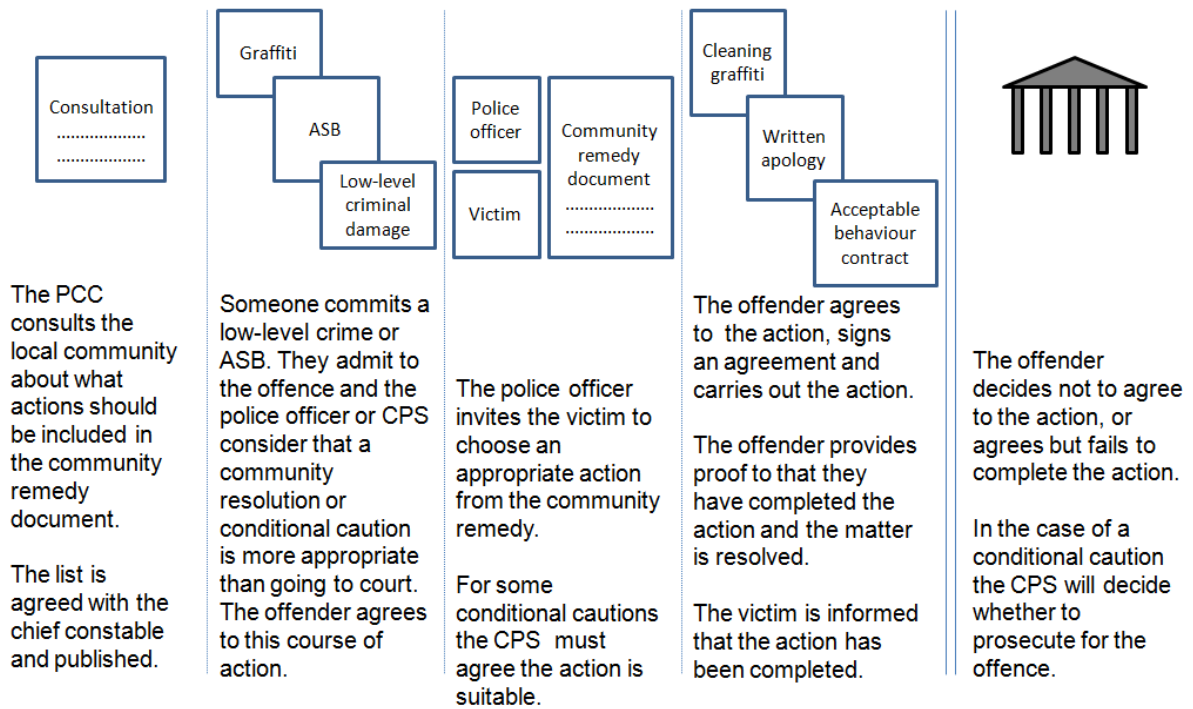 Consultation
...................
...................
The PCC
consults the
local community
about what
actions should
be included in
the community
remedy
document.
The list is
agreed with the
chief constable
and published.
Graffiti
ASB
Low-level
criminal
damage
Someone commits a
low-level crime or
ASB. They admit to
the offence and the
police officer or CPS
consider that a
community
resolution or
conditional caution
is more appropriate
than going to court.
The offender agrees
to this course of
action.
Police
officer
Victim
Community
remedy
document
...................
...................
The police officer
invites the victim to
choose an
appropriate action
from the community
remedy.
For some
conditional cautions
the CPS must
agree the action is
suitable.
Cleaning
graffiti
Written
apology
Acceptable
behaviour
contract
The offender agrees
to the action, signs
an agreement and
carries out the action.
The offender provides
proof to that they
have completed the
action and the matter
is resolved.
The victim is informed
that the action has
been completed.
The offender
decides not to agree
to the action, or
agrees but fails to
complete the action.
In the case of a
conditional caution
the CPS will decide
whether to
prosecute for the
offence.